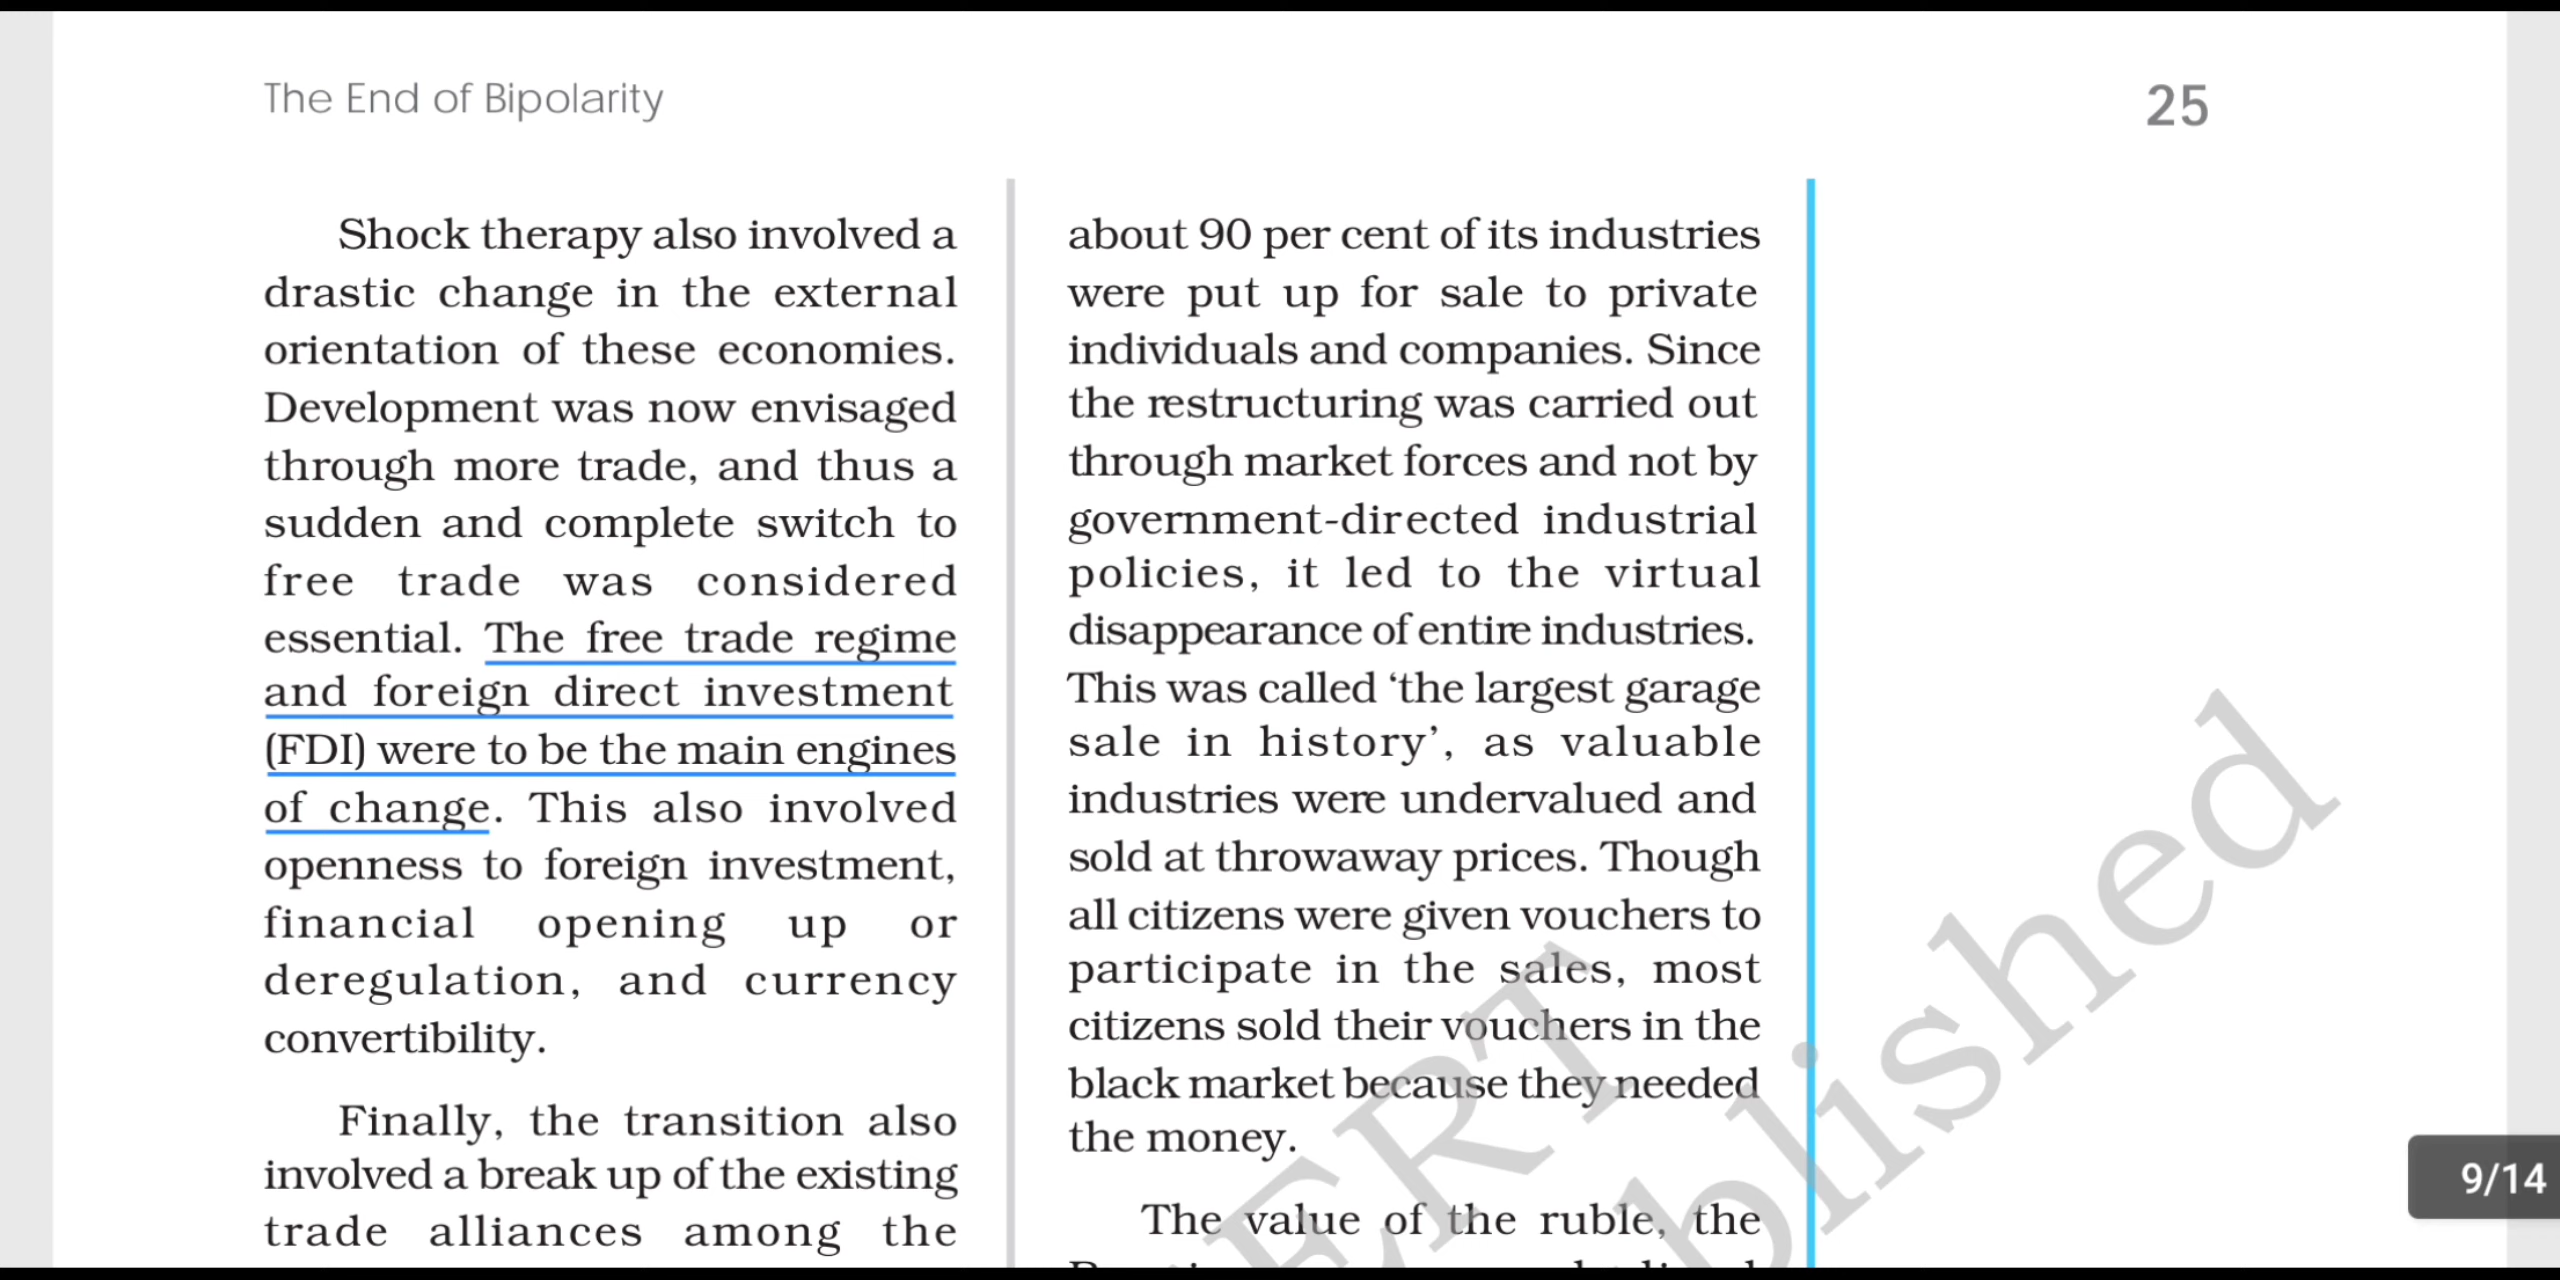 The End of Bipolarity
25
Shock therapy also involved a
drastic change in the external
orientation of these economies.
Development was now envisaged
through more trade, and thus a
sudden and complete switch to
free trade was considered
essential. The free trade regime
and foreign direct investment
(FDI) were to be the main engines
of change. This also involved
openness to foreign investment,
financial opening up or
deregulation, and currency
convertibility.
Finally, the transition also
involved a break up of the existing
trade alliances among the
about 90 per cent of its industries
were put up for sale to private
individuals and companies. Since
the restructuring was carried out
through market forces and not by
government-directed industrial
policies, it led to the virtual
disappearance of entire industries.
This was called ‘the largest garage
sale in history’, as valuable
industries were undervalued and
sold at throwaway prices. Though
all citizens were given vouchers to
participate in the sales, most
citizens sold their vouchers in the
black market because they needed
the money.
The value of the ruble, the
9/14